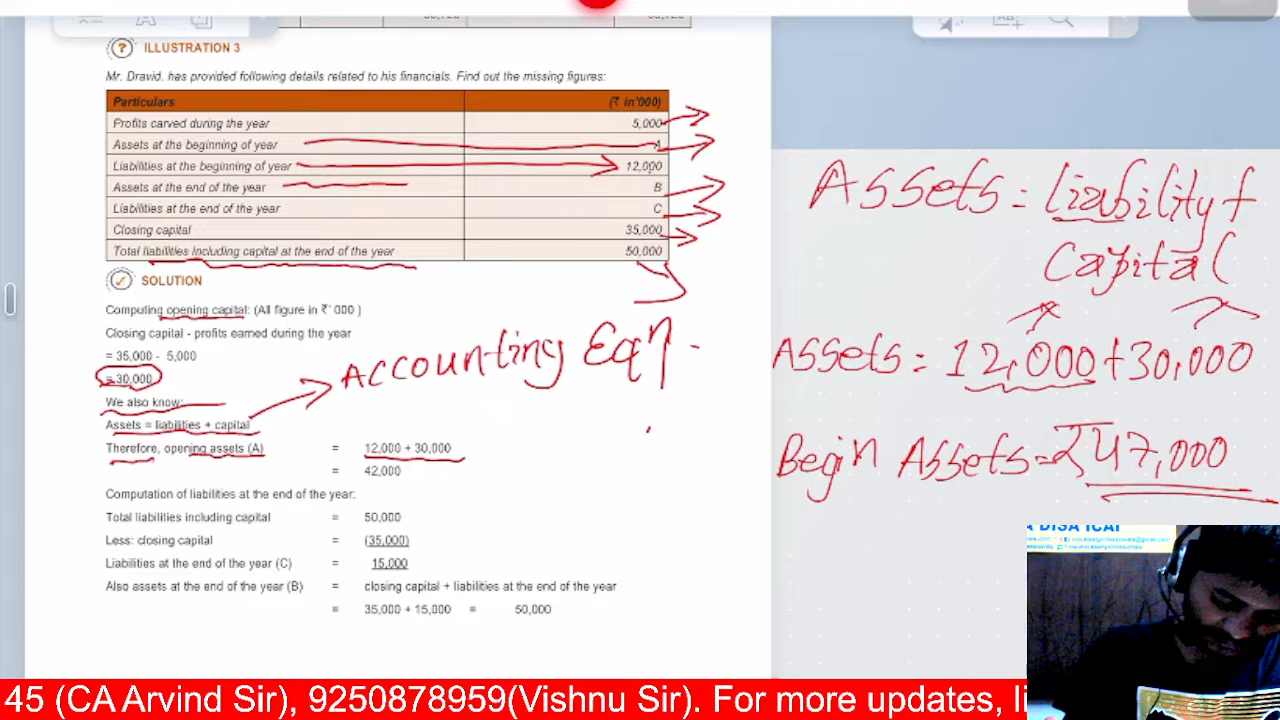 ILLUSTRATION 3
Mr. Dravid. has provided following details related to his financials. Find out the missing figures:
Particulars (₹ in'000)
Profits carved during the year 5,000
Assets at the beginning of year A
Liabilities at the beginning of year 12,000
Assets at the end of the year B
Liabilities at the end of the year C
Closing capital 35,000
Total liabilities including capital at the end of the year 50,000
SOLUTION
Computing opening capital: (All figure in ₹' 000 )
Closing capital - profits earned during the year
= 35,000 - 5,000
= 30,000
We also know:
Assets = liabilities + capital
Therefore, opening assets (A) = 12,000 + 30,000
= 42,000
Computation of liabilities at the end of the year:
Total liabilities including capital = 50,000
Less: closing capital = (35,000)
Liabilities at the end of the year (C) = 15,000
Also assets at the end of the year (B) = closing capital + liabilities at the end of the year
= 35,000 + 15,000 = 50,000
Accounting Eqn.
Assets = liability +
Capital
Assets = 12,000+30,000
Begin Assets = ₹47,000
A DISA ICAI
45 (CA Arvind Sir), 9250878959(Vishnu Sir). For more updates, li